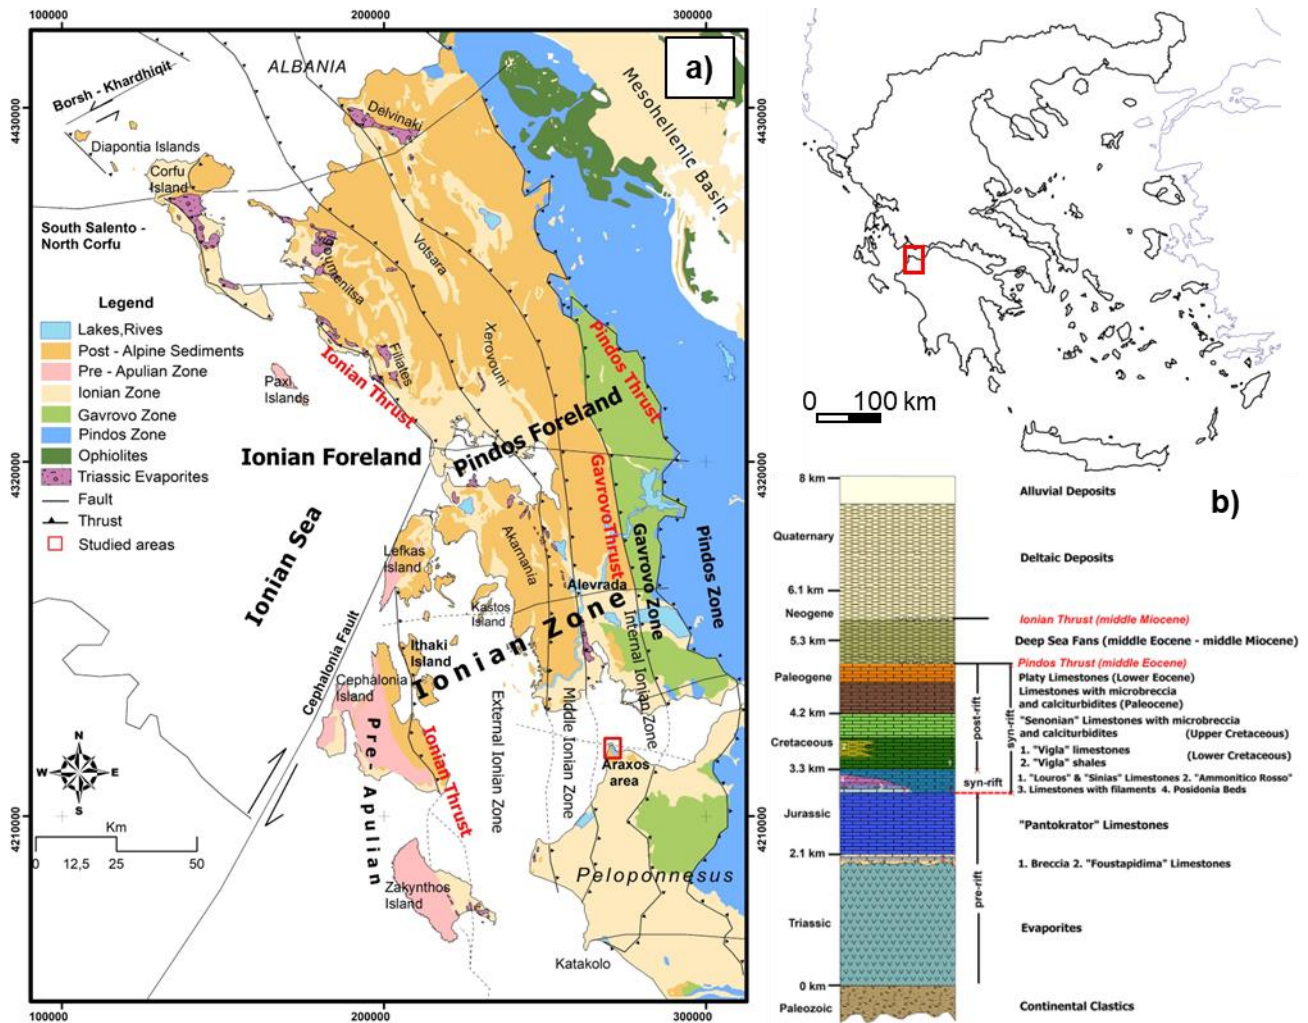 100000
200000
300000
a)
ALBANIA
Borsh - Khardhiqit
Delvinaki
Mesohellenic Basin
4430000
4430000
Diapontia Islands
Corfu
Island
South Salento -
North Corfu
Votsara
Igoumenitsa
Legend
Lakes,Rives
Post - Alpine Sediments
Pre - Apulian Zone
Ionian Zone
Gavrovo Zone
Pindos Zone
Ophiolites
Triassic Evaporites
Fault
Thrust
Studied areas
Xerovouni
Filiates
Ionian Thrust
Pindos Thrust
Paxi
Islands
Ionian Foreland
Pindos Foreland
4320000
4320000
Gavrovo Thrust
Gavrovo Zone
Pindos Zone
Ionian Sea
Akarnania
Lefkas
Island
Alevrada
Kastos
Island
Ionian Zone
Internal Ionian Zone
Ithaki
Island
Cephalonia Fault
Cephalonia
Island
Pre- Apulian
External Ionian Zone
Middle Ionian Zone
Ionian Thrust
Araxos
area
N
W
E
S
Km
0
12,5
25
50
4210000
4210000
Peloponnesus
Zakynthos
Island
Katakolo
100000
200000
300000
0
100 km
b)
8 km
Alluvial Deposits
Quaternary
Deltaic Deposits
6.1 km
Neogene
Ionian Thrust (middle Miocene)
5.3 km
Deep Sea Fans (middle Eocene - middle Miocene)
Pindos Thrust (middle Eocene)
Paleogene
Platy Limestones (Lower Eocene)
Limestones with microbreccia
and calciturbidites (Paleocene)
4.2 km
"Senonian" Limestones with microbreccia
and calciturbidites (Upper Cretaceous)
Cretaceous
1. "Vigla" limestones
2. "Vigla" shales
(Lower Cretaceous)
3.3 km
post-rift
syn-rift
syn-rift
1. "Louros" & "Sinias" Limestones 2. "Ammonitico Rosso"
3. Limestones with filaments 4. Posidonia Beds
Jurassic
"Pantokrator" Limestones
2.1 km
1. Breccia 2. "Foustapidima" Limestones
pre-rift
Triassic
Evaporites
0 km
Paleozoic
Continental Clastics